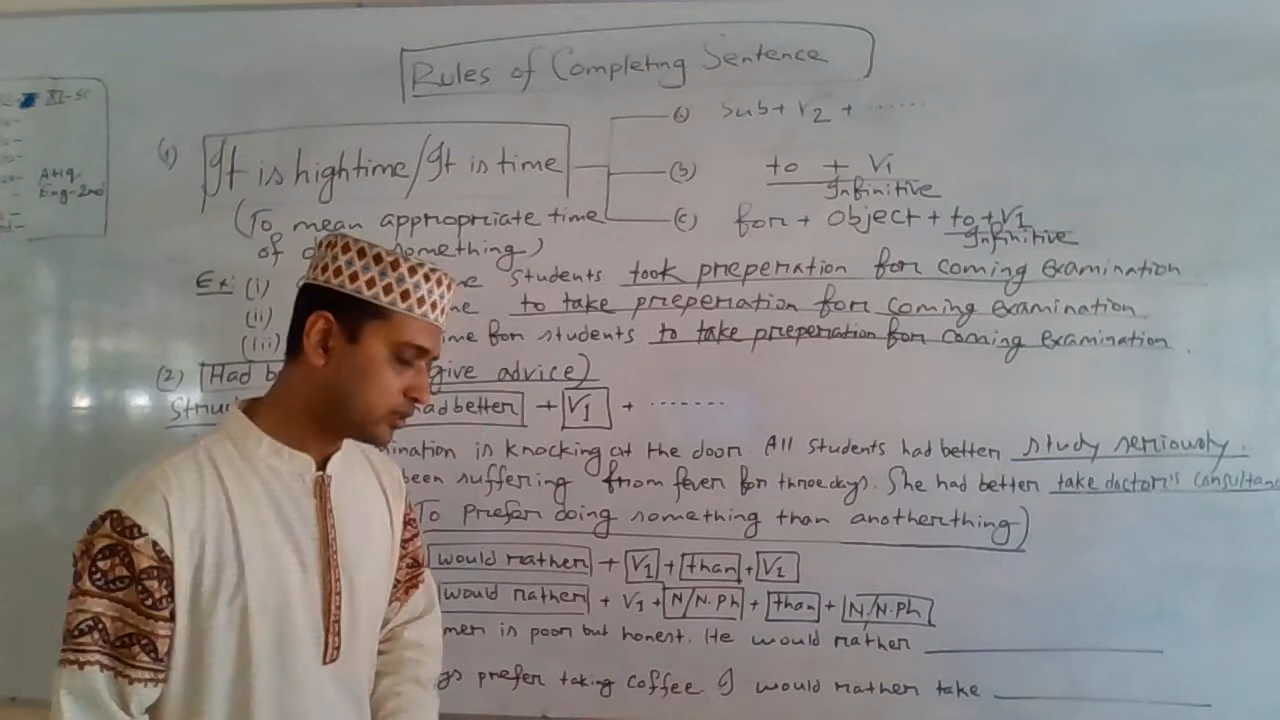 Rules of Completing Sentence
XI-sc
Eng-2nd
(1) It is hightime/It is time
(a) Sub + V2 + ......
(b) to + V1
Infinitive
(c) for + object + to + V1
Infinitive
(To mean appropriate time
of something)
Ex: (i) students took preperation for coming examination
(ii) to take preperation for coming examination
(iii) for students to take preperation for coming examination.
(2) Had give advice)
had better + V1 + ........
is knocking at the door. All students had better study seriously.
been suffering from fever for three days. She had better take doctor's
To prefer doing something than another thing)
would rather + V1 + than + V1
would rather + V1 + N/N.Ph + than + N/N.Ph
is poor but honest. He would rather
prefer taking coffee. I would rather take